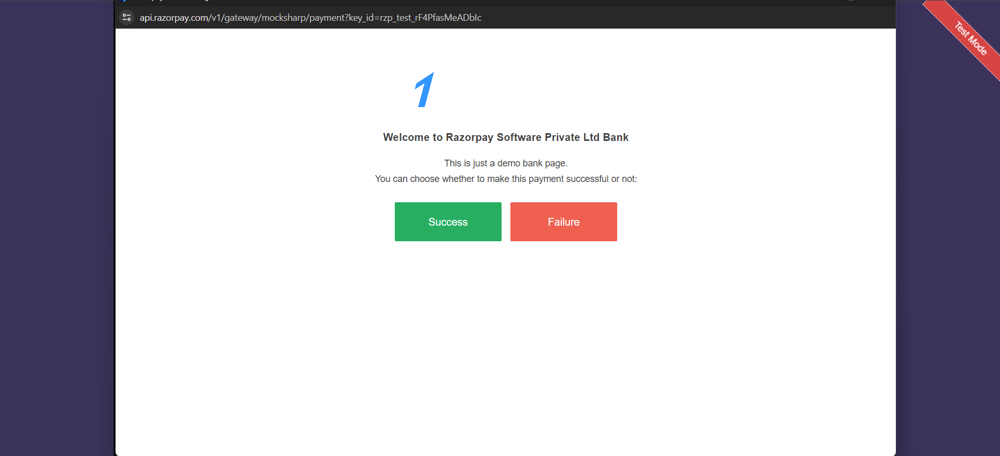 api.razorpay.com/v1/gateway/mocksharp/payment?key_id=rzp_test_rF4PfasMeADbIc
Test Mode
Welcome to Razorpay Software Private Ltd Bank
This is just a demo bank page.
You can choose whether to make this payment successful or not:
Success
Failure